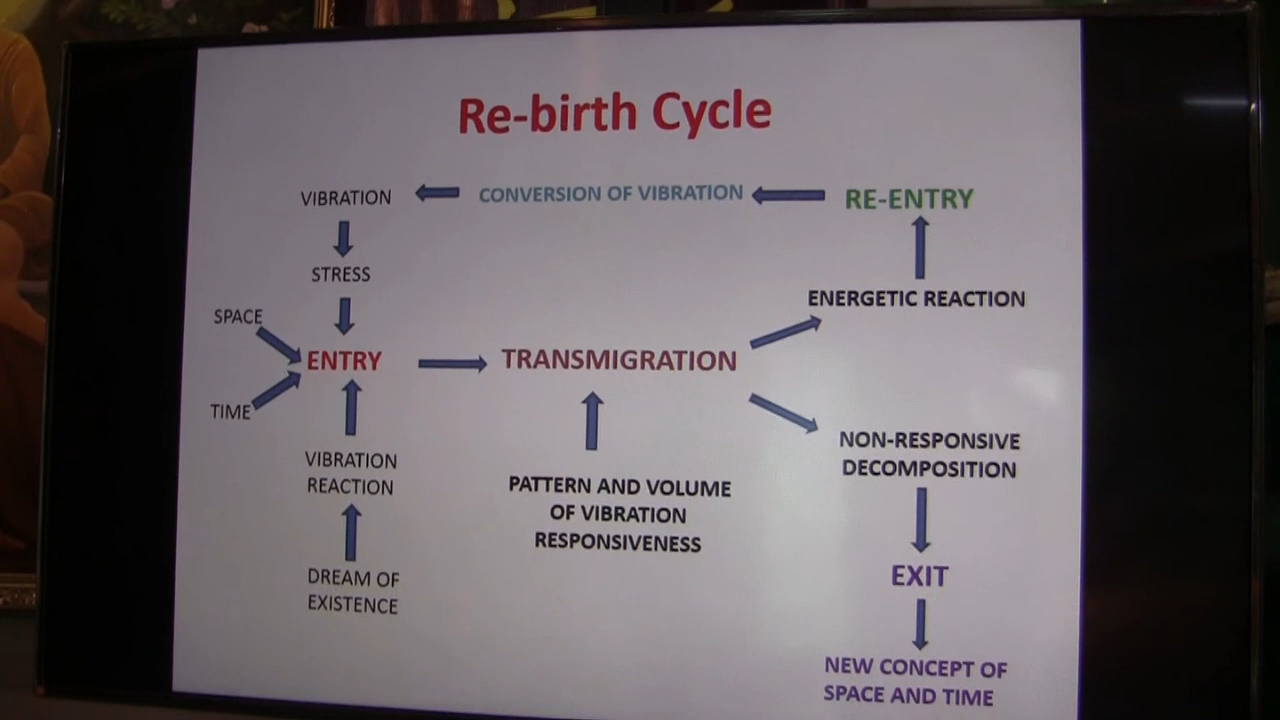 Re-birth Cycle
VIBRATION
CONVERSION OF VIBRATION
RE-ENTRY
STRESS
ENERGETIC REACTION
SPACE
ENTRY
TRANSMIGRATION
TIME
NON-RESPONSIVE
DECOMPOSITION
VIBRATION
REACTION
PATTERN AND VOLUME
OF VIBRATION
RESPONSIVENESS
DREAM OF
EXISTENCE
EXIT
NEW CONCEPT OF
SPACE AND TIME